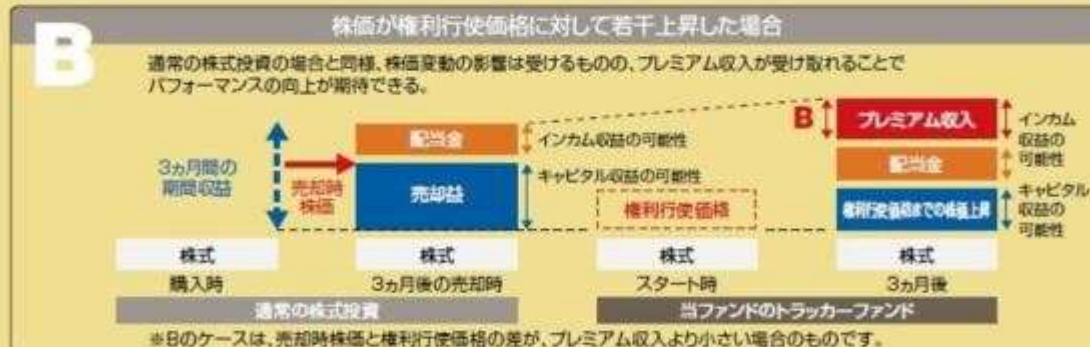 B
株価が権利行使価格に対して若干上昇した場合
通常の株式投資の場合と同様、株価変動の影響は受けるものの、プレミアム収入が受け取れることで
パフォーマンスの向上が期待できる。
3ヵ月間の
期間収益
売却時
株価
配当金
売却益
インカム収益の可能性
キャピタル収益の可能性
権利行使価格
B
プレミアム収入
配当金
権利行使価格までの株価上昇
インカム
収益の
可能性
キャピタル
収益の
可能性
株式
株式
株式
株式
購入時
3ヵ月後の売却時
スタート時
3ヵ月後
通常の株式投資
当ファンドのトラッカーファンド
※Bのケースは、売却時株価と権利行使価格の差が、プレミアム収入より小さい場合のものです。